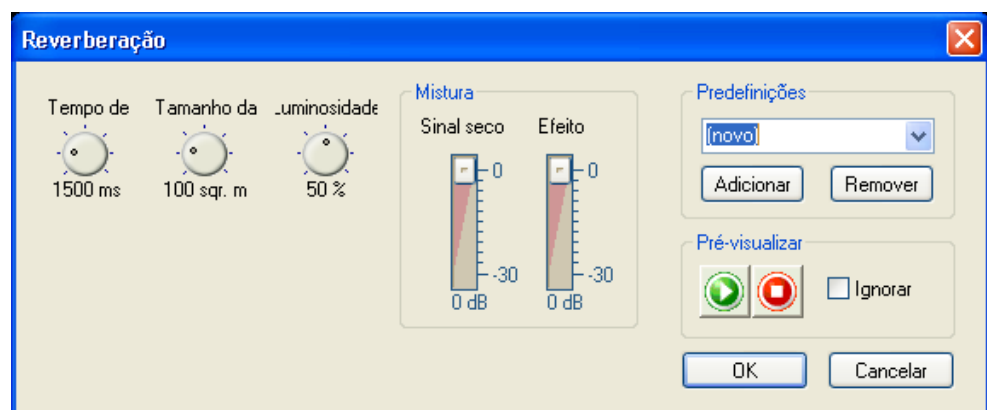 Reverberação
Tempo de
1500 ms
Tamanho da
100 sqr. m
Luminosidade
50 %
Mistura
Sinal seco
0
-30
0 dB
Efeito
0
-30
0 dB
Predefinições
(novo)
Adicionar
Remover
Pré-visualizar
Ignorar
OK
Cancelar